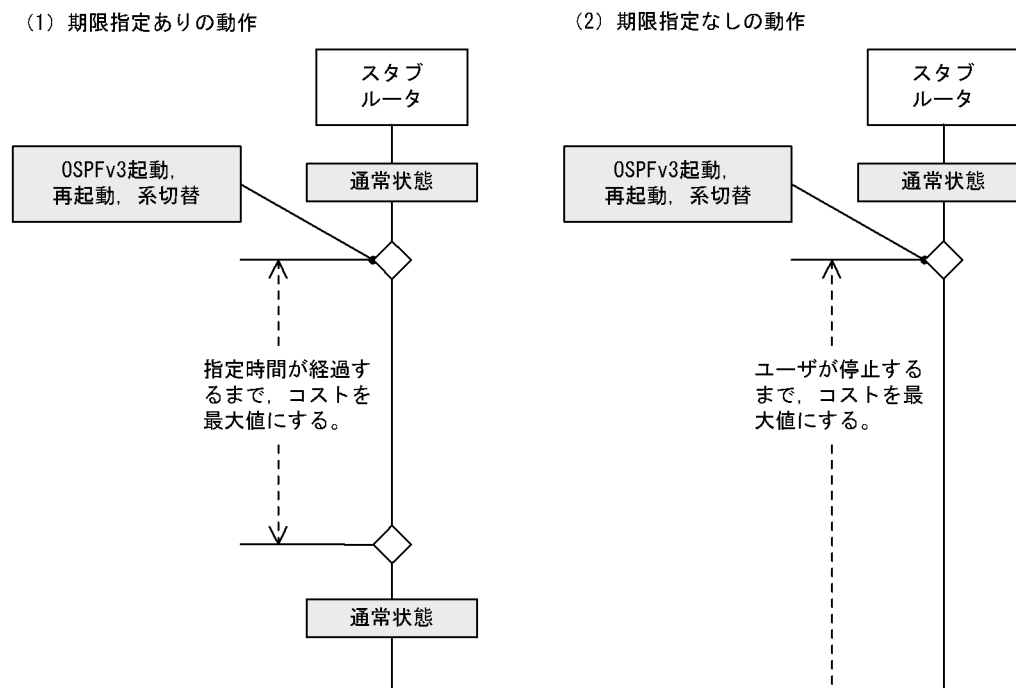 (1) 期限指定ありの動作
スタブ
ルータ
OSPFv3起動,
再起動, 系切替
通常状態
指定時間が経過す
るまで, コストを
最大値にする。
通常状態
(2) 期限指定なしの動作
スタブ
ルータ
OSPFv3起動,
再起動, 系切替
通常状態
ユーザが停止する
まで, コストを最
大値にする。